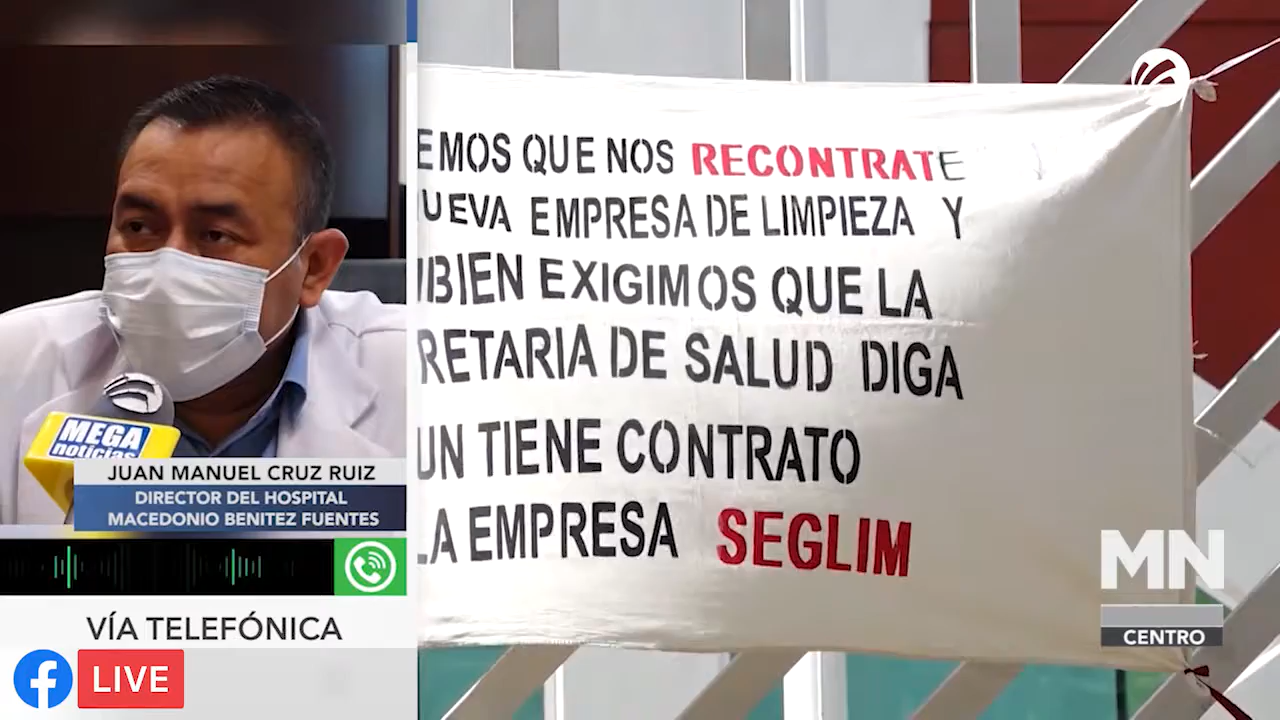 MEGA
noticias
JUAN MANUEL CRUZ RUIZ
DIRECTOR DEL HOSPITAL
MACEDONIO BENITEZ FUENTES
VÍA TELEFÓNICA
LIVE
EMOS QUE NOS RECONTRATE
UEVA EMPRESA DE LIMPIEZA Y
BIEN EXIGIMOS QUE LA
RETARIA DE SALUD DIGA
UN TIENE CONTRATO
LA EMPRESA SEGLIM
MN
CENTRO